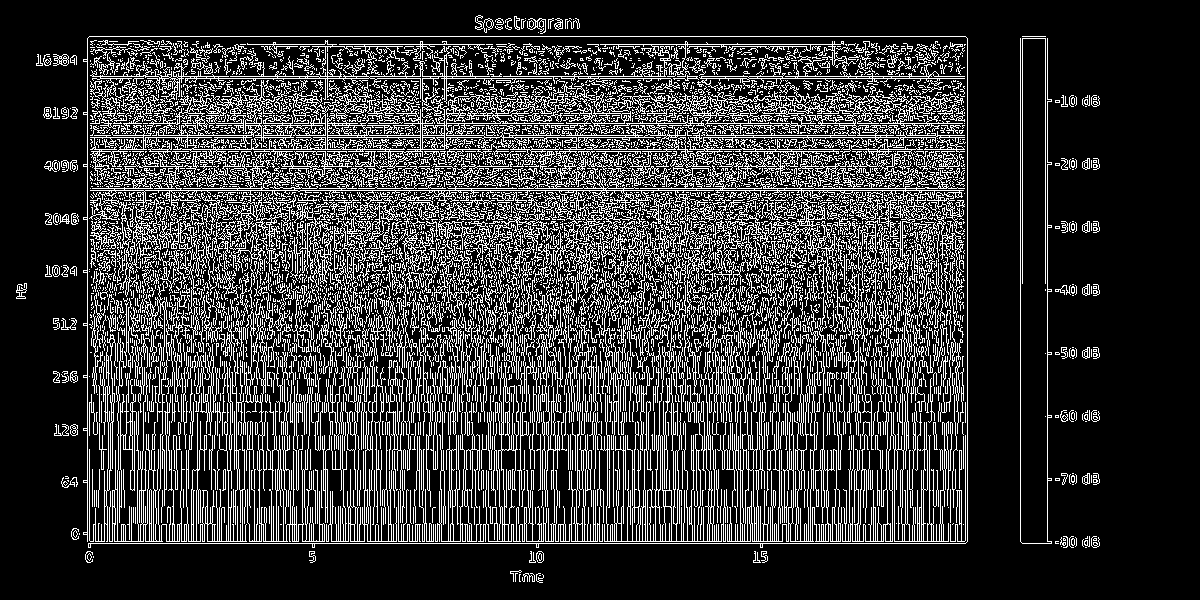 Spectrogram
Hz
16384
8192
4096
2048
1024
512
256
128
64
0
0 5 10 15
Time
-10 dB
-20 dB
-30 dB
-40 dB
-50 dB
-60 dB
-70 dB
-80 dB